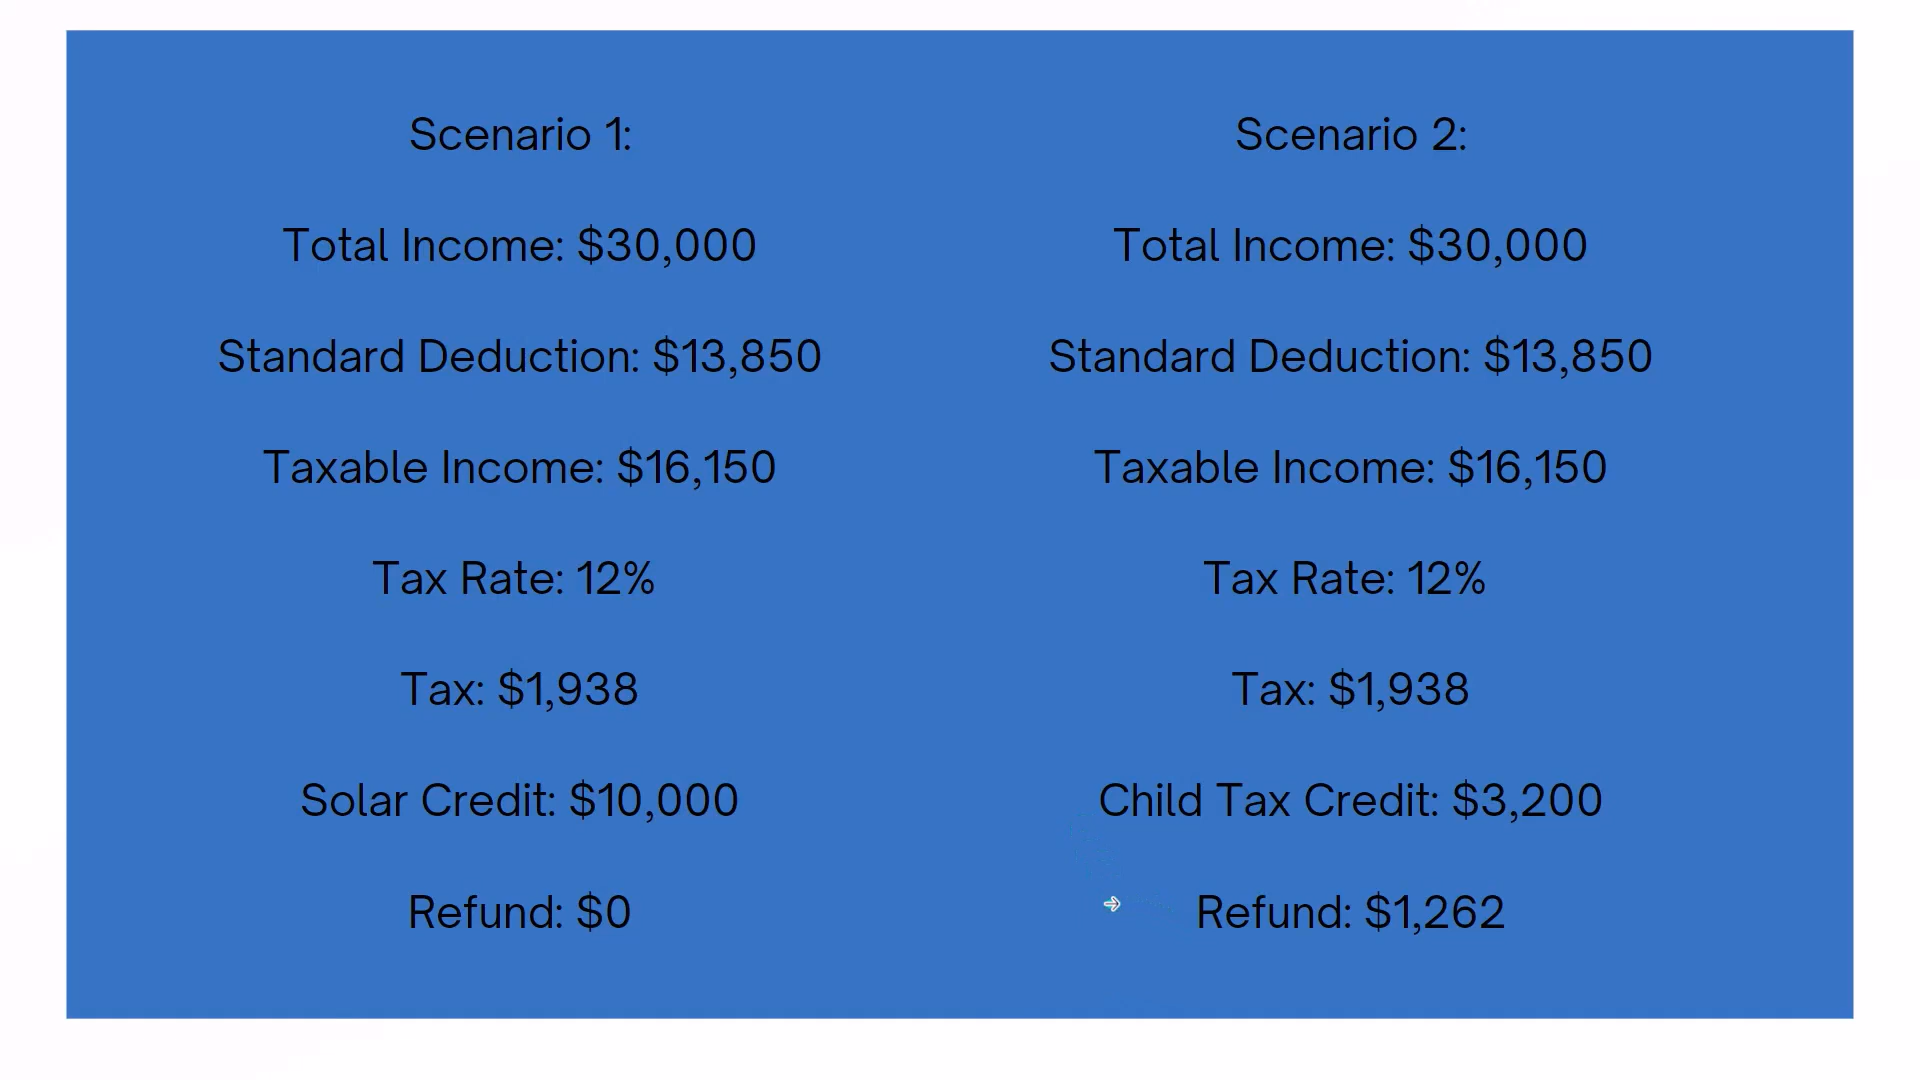 Scenario 1:
Total Income: $30,000
Standard Deduction: $13,850
Taxable Income: $16,150
Tax Rate: 12%
Tax: $1,938
Solar Credit: $10,000
Refund: $0
Scenario 2:
Total Income: $30,000
Standard Deduction: $13,850
Taxable Income: $16,150
Tax Rate: 12%
Tax: $1,938
Child Tax Credit: $3,200
Refund: $1,262